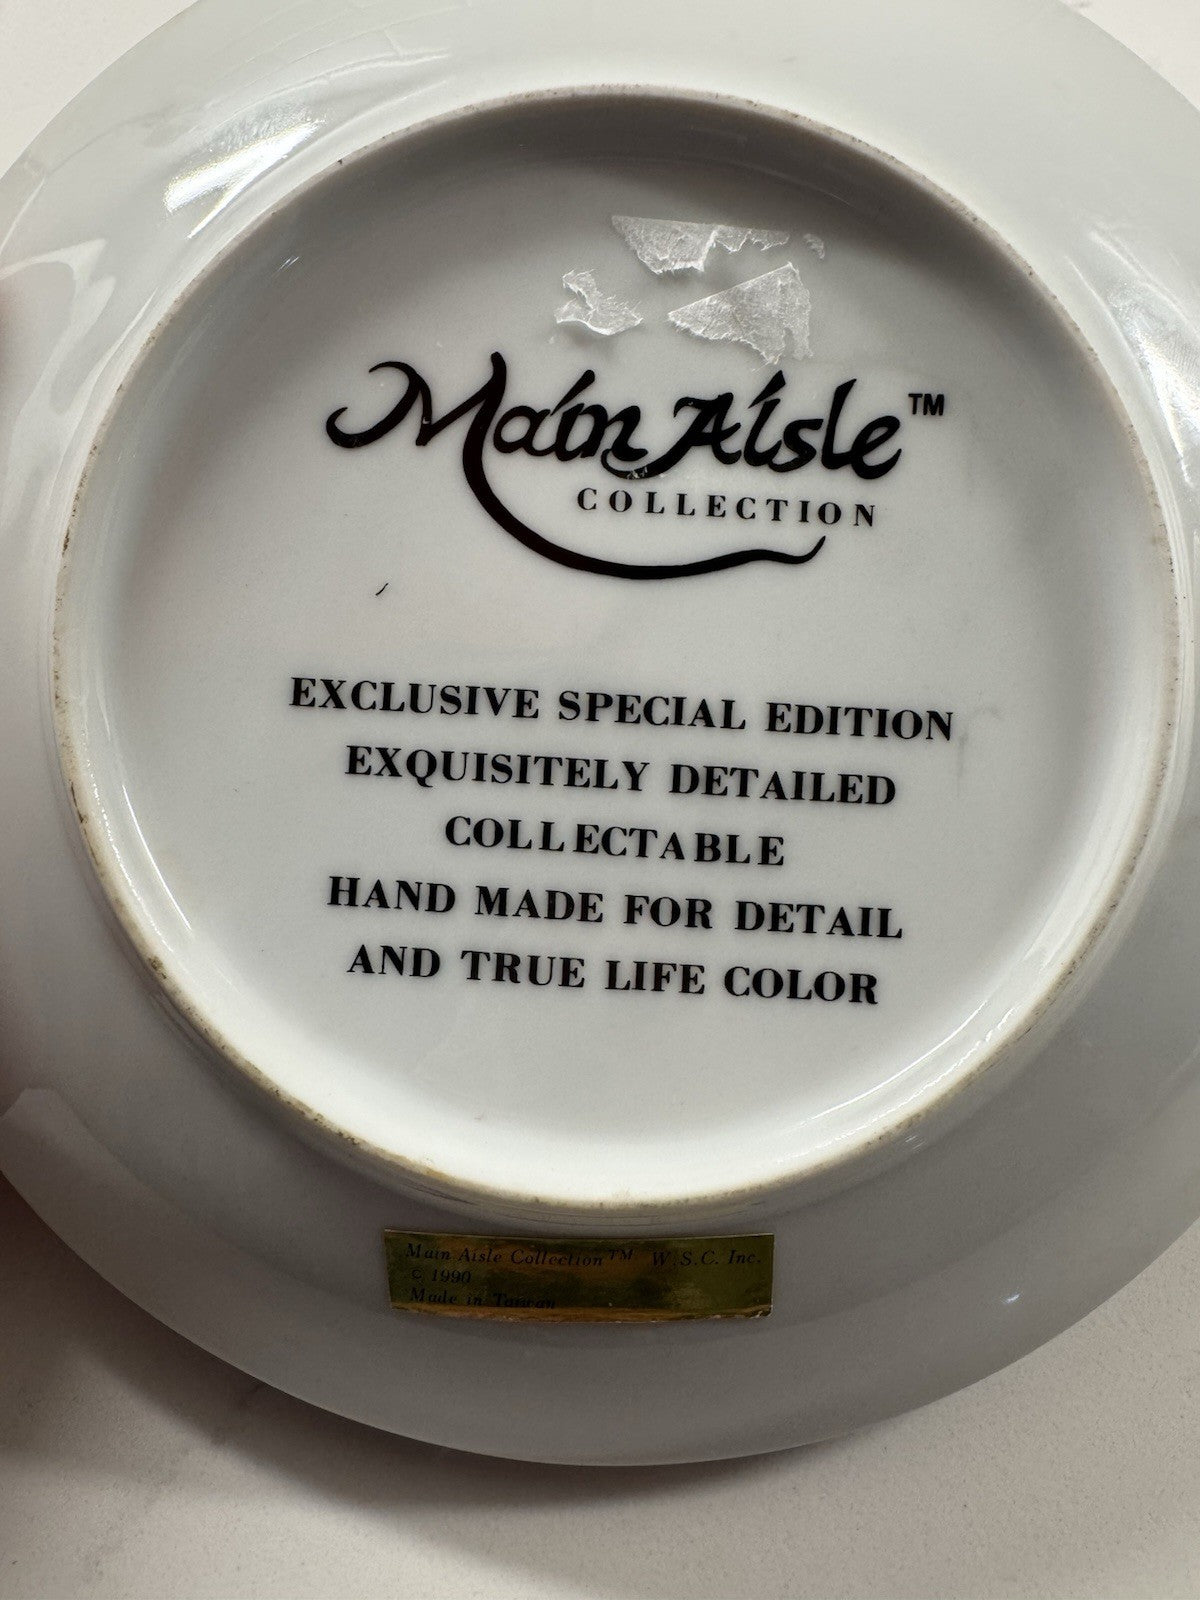 Main Aisle™
COLLECTION
EXCLUSIVE SPECIAL EDITION
EXQUISITELY DETAILED
COLLECTABLE
HAND MADE FOR DETAIL
AND TRUE LIFE COLOR
Main Aisle Collection™ W.S.C. Inc.
© 1990
Made in Taiwan